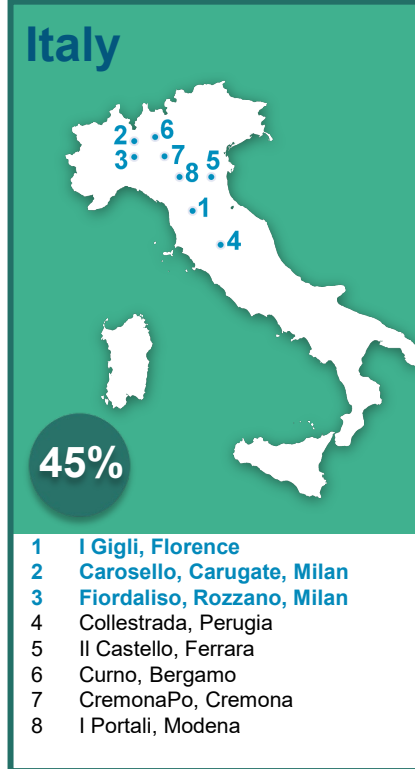 Italy
2
6
3
7
5
8
1
4
45%
1 I Gigli, Florence
2 Carosello, Carugate, Milan
3 Fiordaliso, Rozzano, Milan
4 Collestrada, Perugia
5 Il Castello, Ferrara
6 Curno, Bergamo
7 CremonaPo, Cremona
8 I Portali, Modena